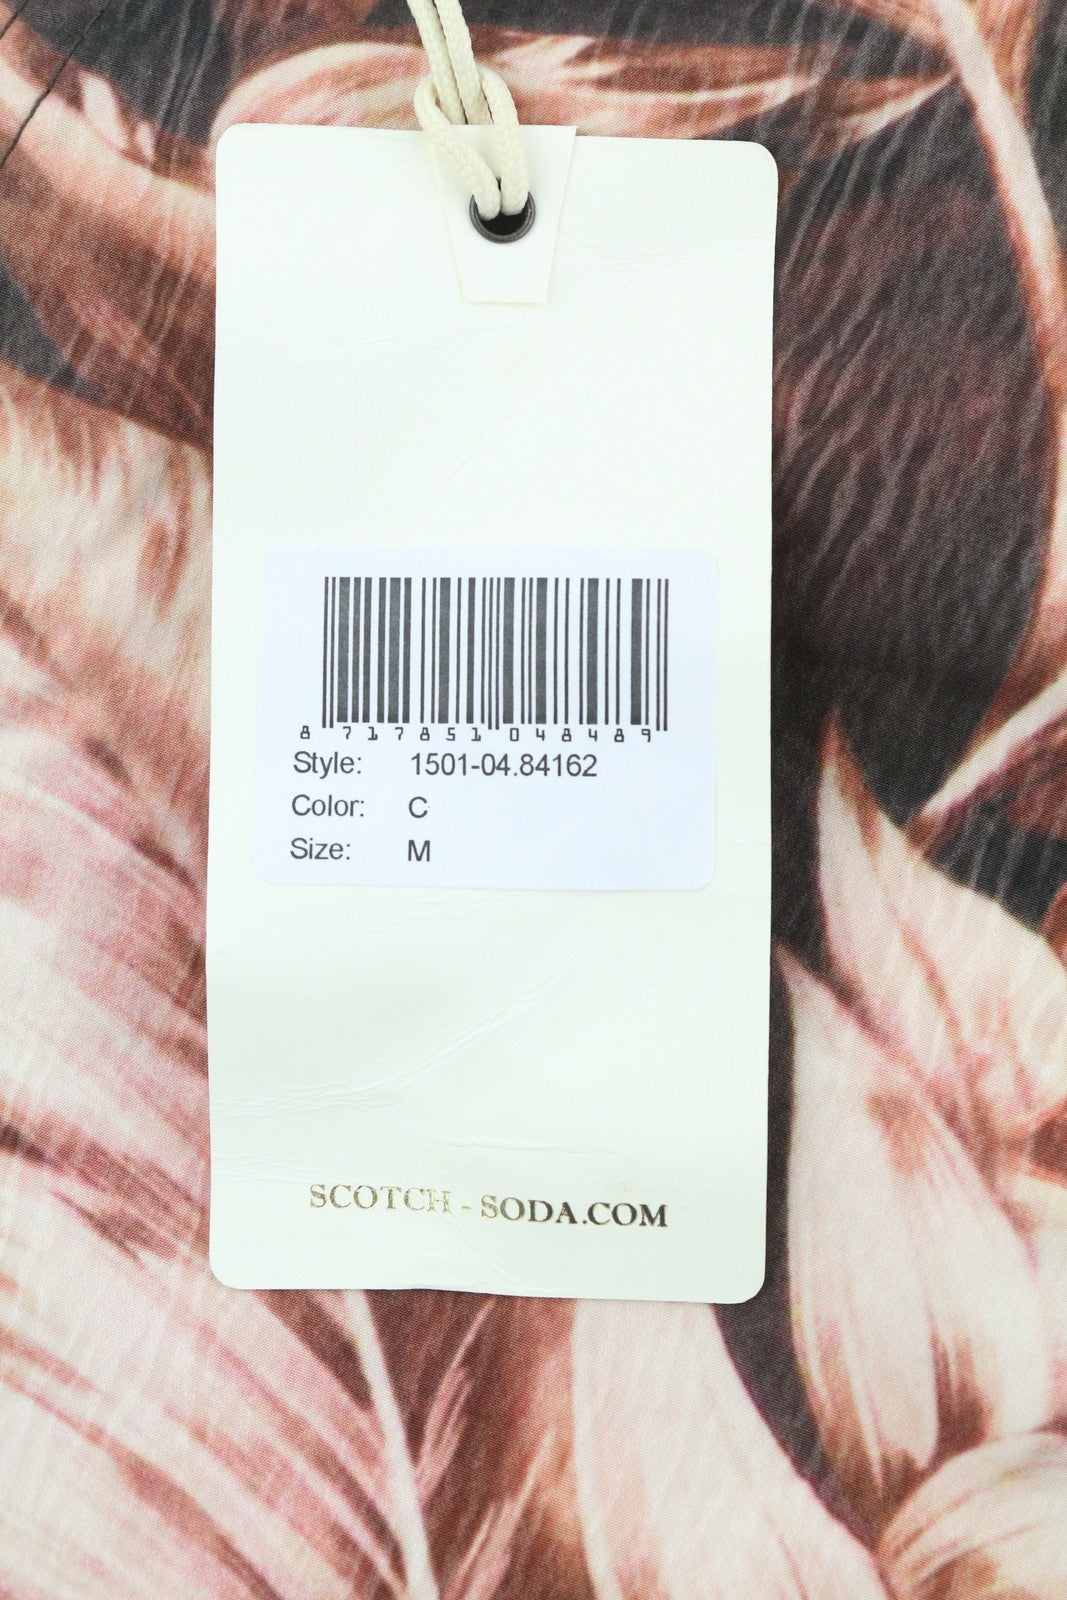 8 717851 048489
Style: 1501-04.84162
Color: C
Size: M
SCOTCH - SODA.COM